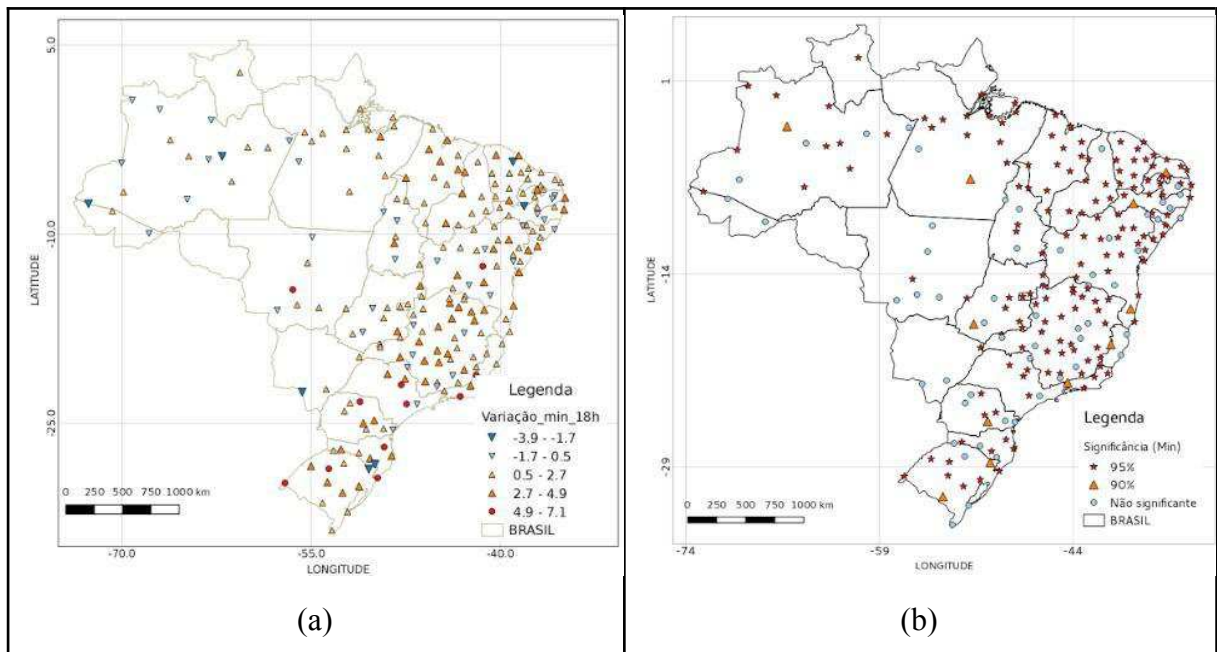 5.0
-10.0
-25.0
LATITUDE
Legenda
Variação_min_18h
-3.9 - -1.7
-1.7 - 0.5
0.5 - 2.7
2.7 - 4.9
4.9 - 7.1
BRASIL
0 250 500 750 1000 km
-70.0 -55.0 -40.0
LONGITUDE
(a)
1
-14
-29
LATITUDE
Legenda
Significância (Min)
95%
90%
Não significante
BRASIL
0 250 500 750 1000 km
-74 -59 -44
LONGITUDE
(b)